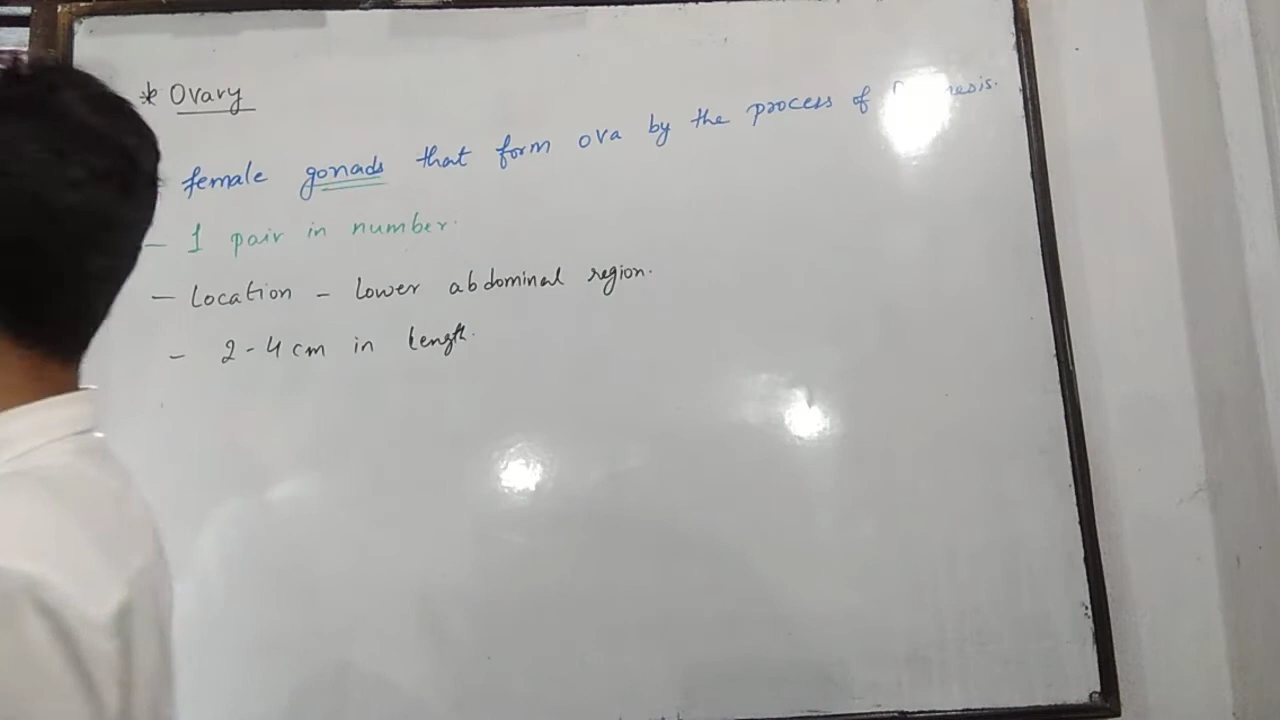 * Ovary
female gonads that form ova by the process of
- 1 pair in number.
- Location - Lower abdominal region.
- 2-4 cm in length.